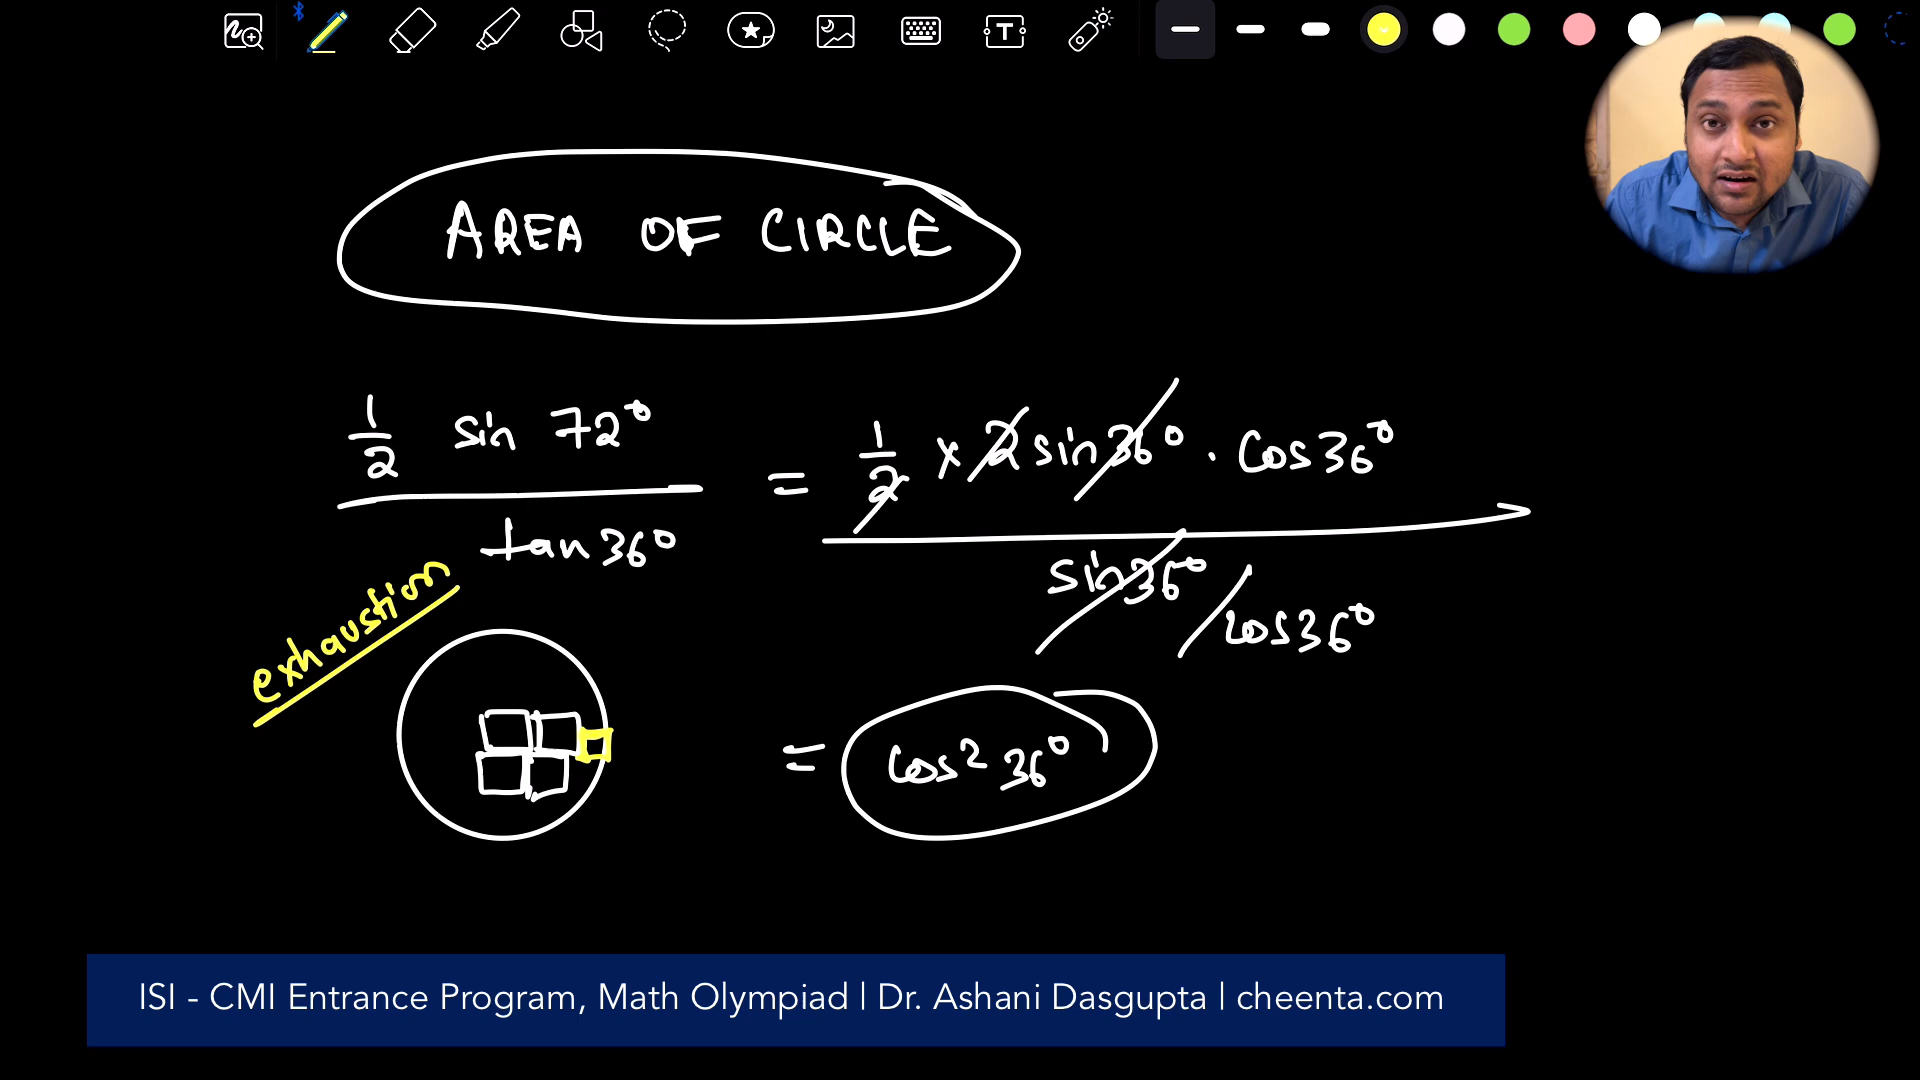 AREA OF CIRCLE
1/2 sin 72° / tan 36° = 1/2 × 2 sin 36° · cos 36° / sin 36° / cos 36°
exhaustion
= cos² 36°
ISI - CMI Entrance Program, Math Olympiad | Dr. Ashani Dasgupta | cheenta.com